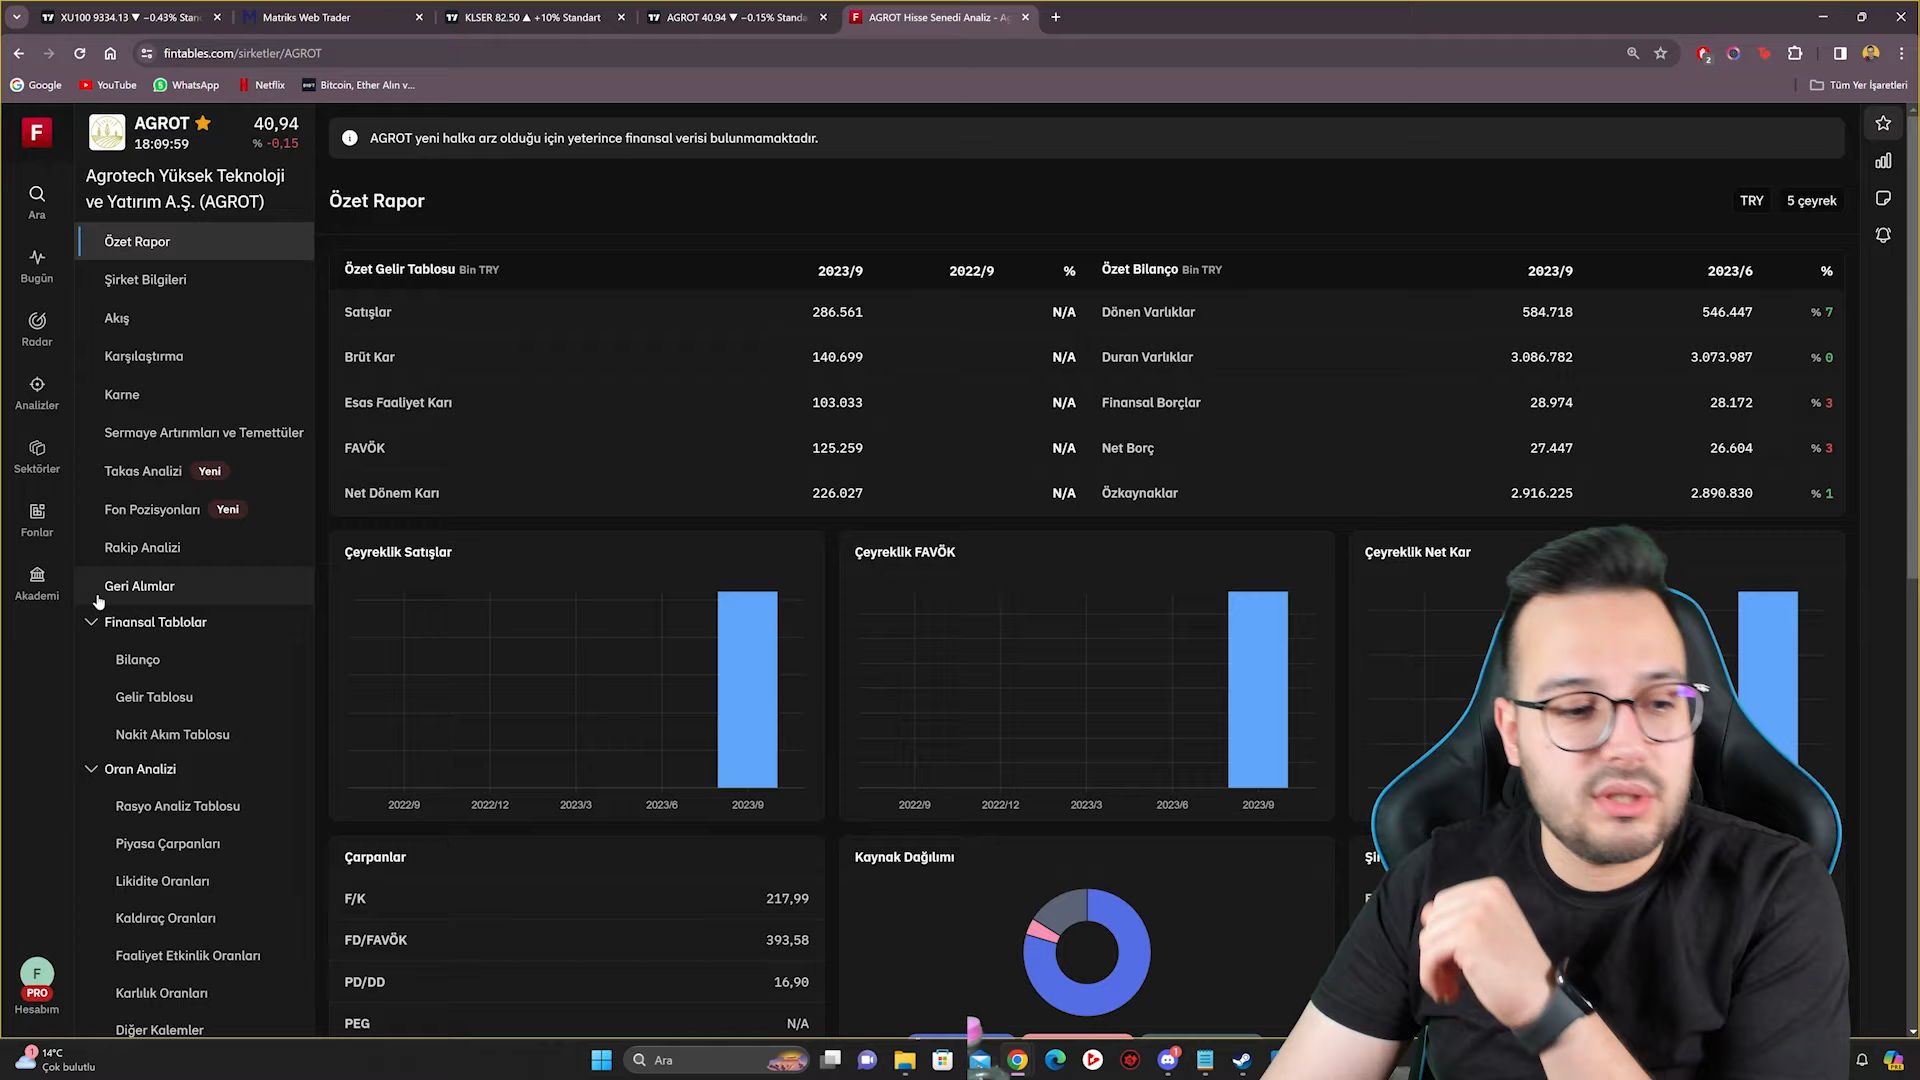 XU100 9334.13 ▼ −0.43% Stan
Matriks Web Trader
KLSER 82.50 ▲ +10% Standart
AGROT 40.94 ▼ −0.15% Standa
AGROT Hisse Senedi Analiz - Ag
fintables.com/sirketler/AGROT
Google
YouTube
WhatsApp
Netflix
Bitcoin, Ether Alın v...
Tüm Yer İşaretleri
F
AGROT
40,94
18:09:59
% -0,15
Agrotech Yüksek Teknoloji
ve Yatırım A.Ş. (AGROT)
Ara
Bugün
Radar
Analizler
Sektörler
Fonlar
Akademi
F
PRO
Hesabım
Özet Rapor
Şirket Bilgileri
Akış
Karşılaştırma
Karne
Sermaye Artırımları ve Temettüler
Takas Analizi Yeni
Fon Pozisyonları Yeni
Rakip Analizi
Geri Alımlar
Finansal Tablolar
Bilanço
Gelir Tablosu
Nakit Akım Tablosu
Oran Analizi
Rasyo Analiz Tablosu
Piyasa Çarpanları
Likidite Oranları
Kaldıraç Oranları
Faaliyet Etkinlik Oranları
Karlılık Oranları
Diğer Kalemler
AGROT yeni halka arz olduğu için yeterince finansal verisi bulunmamaktadır.
Özet Rapor
TRY
5 çeyrek
Özet Gelir Tablosu Bin TRY 2023/9 2022/9 %
Satışlar 286.561 N/A
Brüt Kar 140.699 N/A
Esas Faaliyet Karı 103.033 N/A
FAVÖK 125.259 N/A
Net Dönem Karı 226.027 N/A
Özet Bilanço Bin TRY 2023/9 2023/6 %
Dönen Varlıklar 584.718 546.447 % 7
Duran Varlıklar 3.086.782 3.073.987 % 0
Finansal Borçlar 28.974 28.172 % 3
Net Borç 27.447 26.604 % 3
Özkaynaklar 2.916.225 2.890.830 % 1
Çeyreklik Satışlar
2022/9 2022/12 2023/3 2023/6 2023/9
Çeyreklik FAVÖK
2022/9 2022/12 2023/3 2023/6 2023/9
Çeyreklik Net Kar
Çarpanlar
F/K 217,99
FD/FAVÖK 393,58
PD/DD 16,90
PEG N/A
Kaynak Dağılımı
1
14°C
Çok bulutlu
Ara